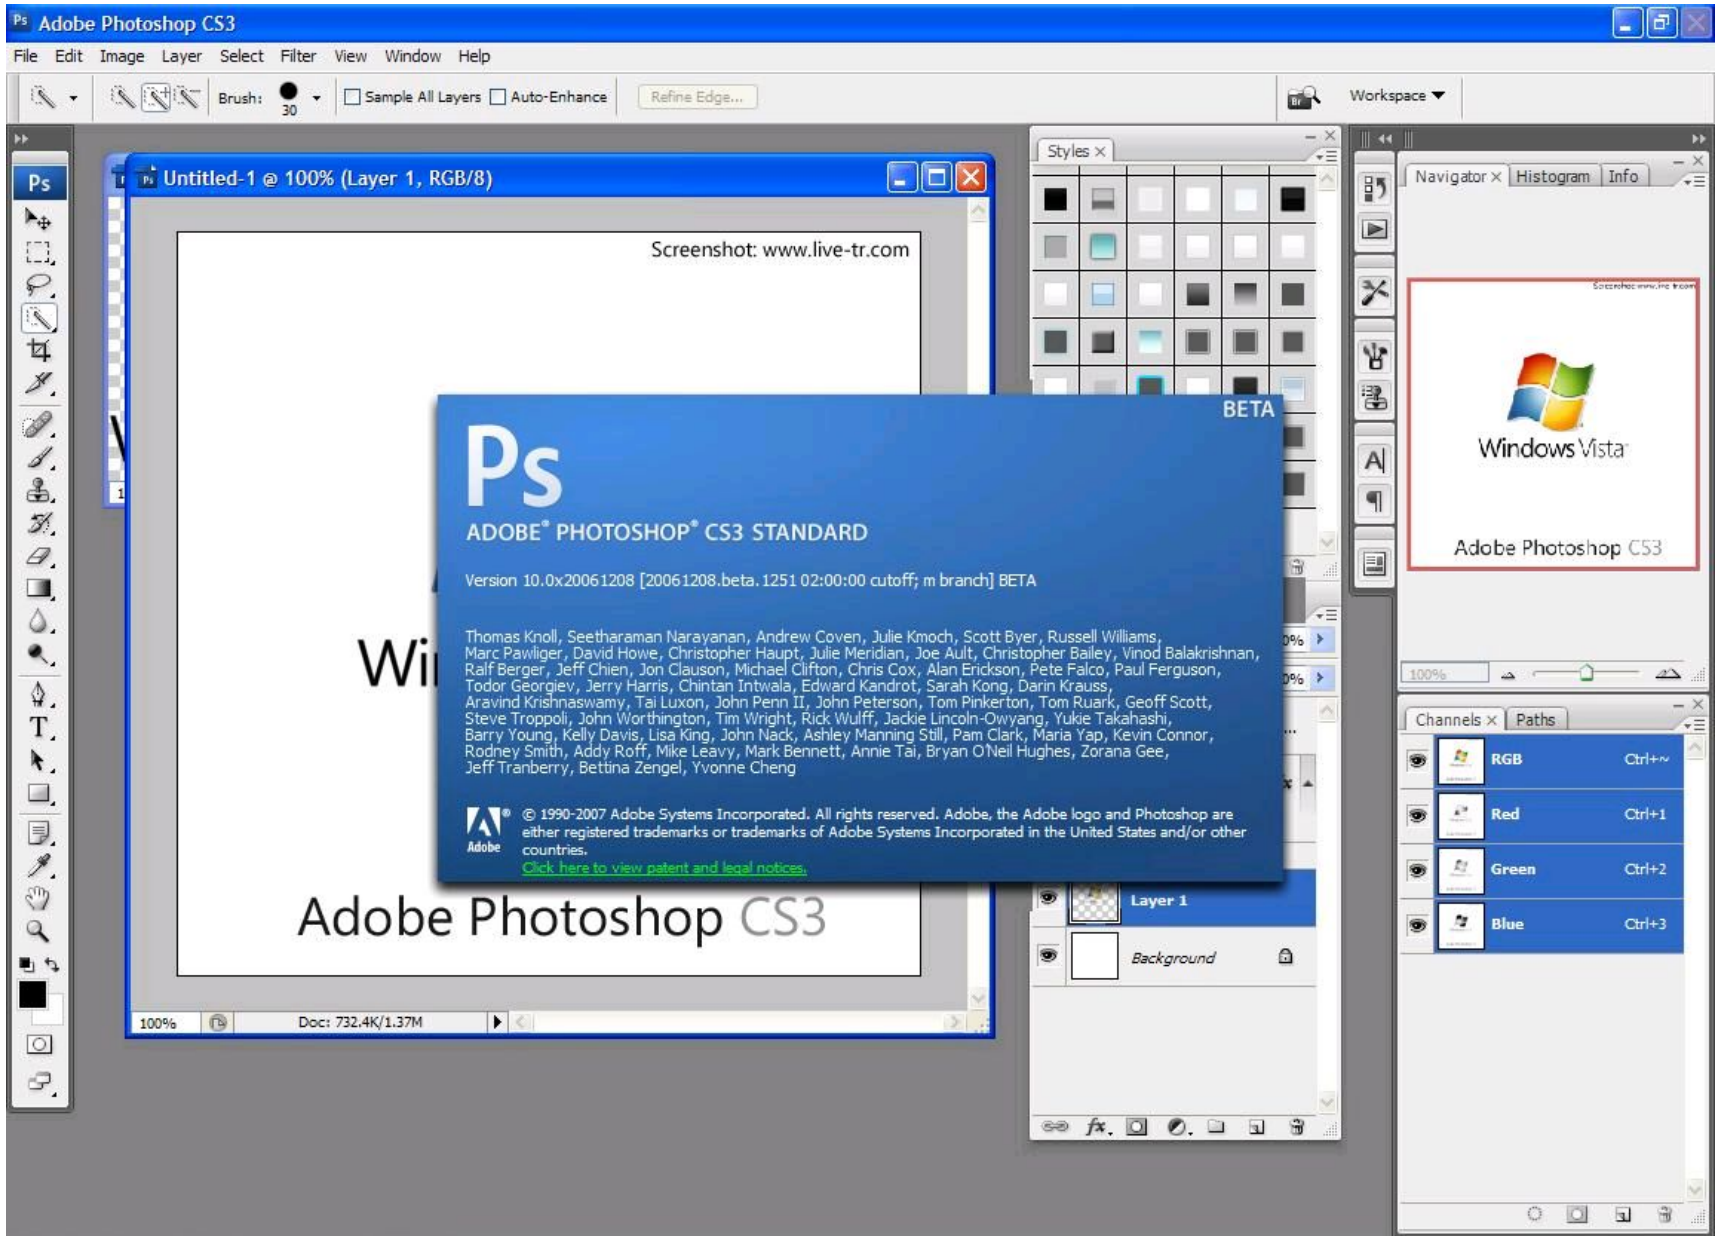 Ps Adobe Photoshop CS3
File Edit Image Layer Select Filter View Window Help
Brush: 30 Sample All Layers Auto-Enhance Refine Edge... Br Workspace
Ps
Untitled-1 @ 100% (Layer 1, RGB/8)
Screenshot: www.live-tr.com
Adobe Photoshop CS3
100% Doc: 732.4K/1.37M
BETA
Ps
ADOBE® PHOTOSHOP® CS3 STANDARD
Version 10.0x20061208 [20061208.beta.1251 02:00:00 cutoff; m branch] BETA
Thomas Knoll, Seetharaman Narayanan, Andrew Coven, Julie Kmoch, Scott Byer, Russell Williams,
Marc Pawliger, David Howe, Christopher Haupt, Julie Meridian, Joe Ault, Christopher Bailey, Vinod Balakrishnan,
Ralf Berger, Jeff Chien, Jon Clauson, Michael Clifton, Chris Cox, Alan Erickson, Pete Falco, Paul Ferguson,
Todor Georgiev, Jerry Harris, Chintan Intwala, Edward Kandrot, Sarah Kong, Darin Krauss,
Aravind Krishnaswamy, Tai Luxon, John Penn II, John Peterson, Tom Pinkerton, Tom Ruark, Geoff Scott,
Steve Troppoli, John Worthington, Tim Wright, Rick Wulff, Jackie Lincoln-Owyang, Yukie Takahashi,
Barry Young, Kelly Davis, Lisa King, John Nack, Ashley Manning Still, Pam Clark, Maria Yap, Kevin Connor,
Rodney Smith, Addy Roff, Mike Leavy, Mark Bennett, Annie Tai, Bryan O'Neil Hughes, Zorana Gee,
Jeff Tranberry, Bettina Zengel, Yvonne Cheng
Adobe
© 1990-2007 Adobe Systems Incorporated. All rights reserved. Adobe, the Adobe logo and Photoshop are
either registered trademarks or trademarks of Adobe Systems Incorporated in the United States and/or other
countries.
Click here to view patent and legal notices.
Styles
Layer 1
Background
Navigator Histogram Info
Screenshot: www.live-tr.com
Windows Vista
Adobe Photoshop CS3
100%
Channels Paths
RGB Ctrl+~
Red Ctrl+1
Green Ctrl+2
Blue Ctrl+3